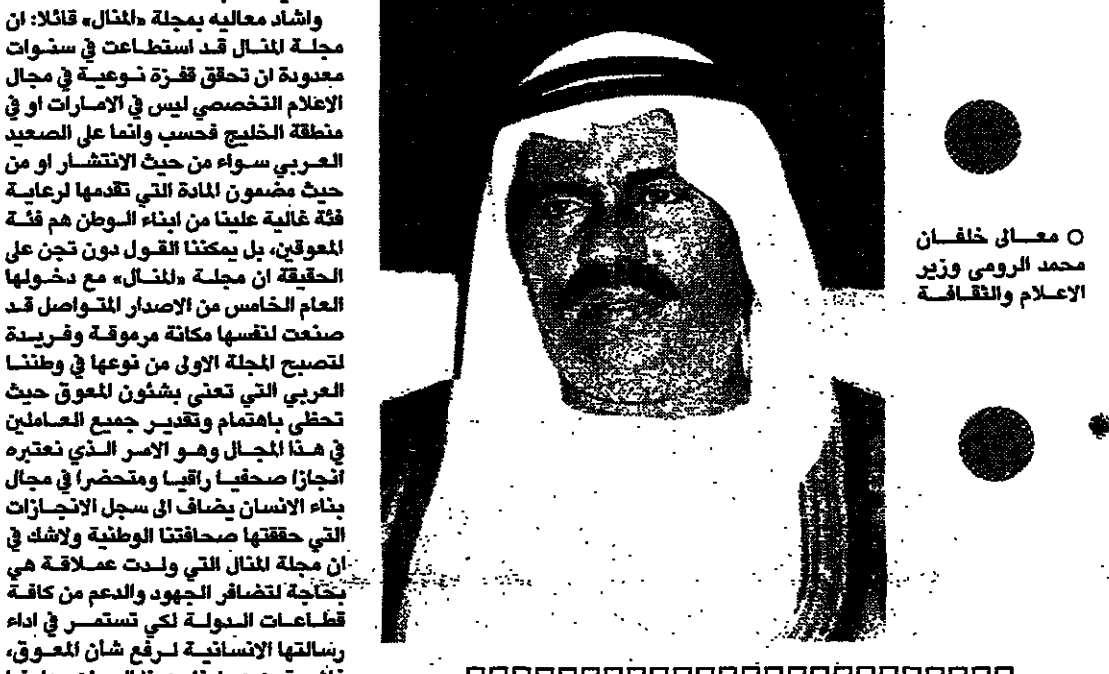 واشاد معاليه بمجلة «المنال» قائلا: ان
مجلة المنال قد استطاعت في سنوات
معدودة ان تحقق قفزة نوعية في مجال
الاعلام التخصصي ليس في الامارات او في
منطقة الخليج فحسب وانما على الصعيد
العربي سواء من حيث الانتشار او من
حيث مضمون المادة التي تقدمها لرعاية
فئة غالية علينا من ابناء الوطن هم فئة
المعوقين، بل يمكننا القول دون تجن على
الحقيقة ان مجلة «المنال» مع دخولها
العام الخامس من الاصدار المتواصل قد
صنعت لنفسها مكانة مرموقة وفريدة
لتصبح المجلة الاولى من نوعها في وطننا
العربي التي تعنى بشئون المعوق حيث
تحظى باهتمام وتقدير جميع العاملين
في هذا المجال وهو الامر الذي نعتبره
انجازا صحفيا راقيا ومتحضرا في مجال
بناء الانسان يضاف الى سجل الانجازات
التي حققتها صحافتنا الوطنية ولاشك في
ان مجلة المنال التي ولدت عملاقة هي
بحاجة لتضافر الجهود والدعم من كافة
قطاعات الدولة لكي تستمر في اداء
رسالتها الانسانية لرفع شأن المعوق،
معالى خلفان
محمد الرومى وزير
الاعلام والثقافة